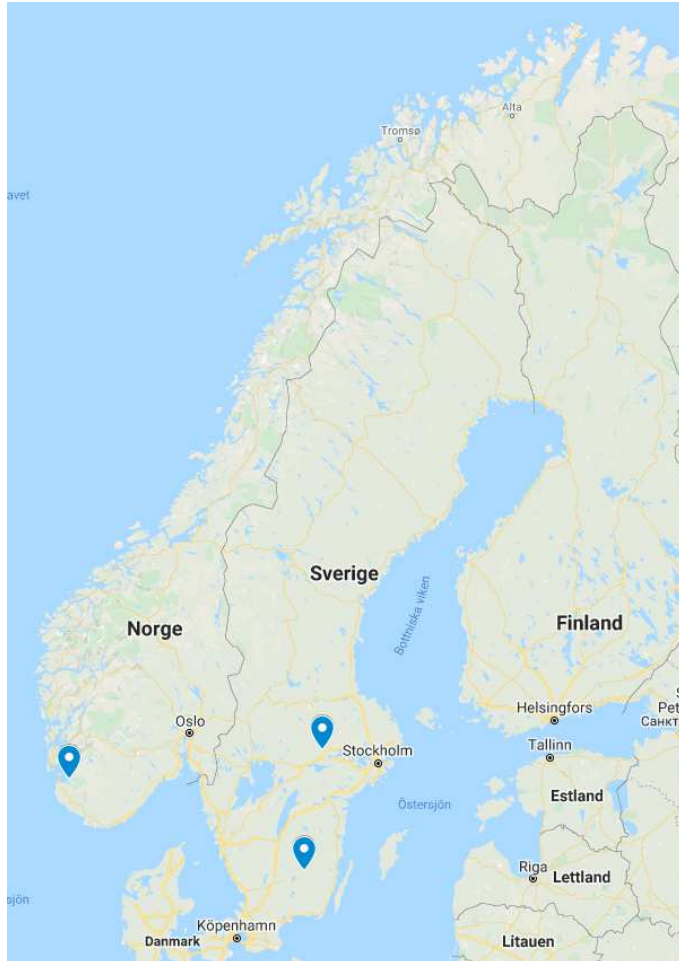 Alta
Tromsø
avet
Sverige
Bottniska viken
Norge
Finland
Helsingfors
S
Pet
Санкт
Oslo
Stockholm
Tallinn
Östersjön
Estland
Riga
Lettland
sjön
Köpenhamn
Danmark
Litauen